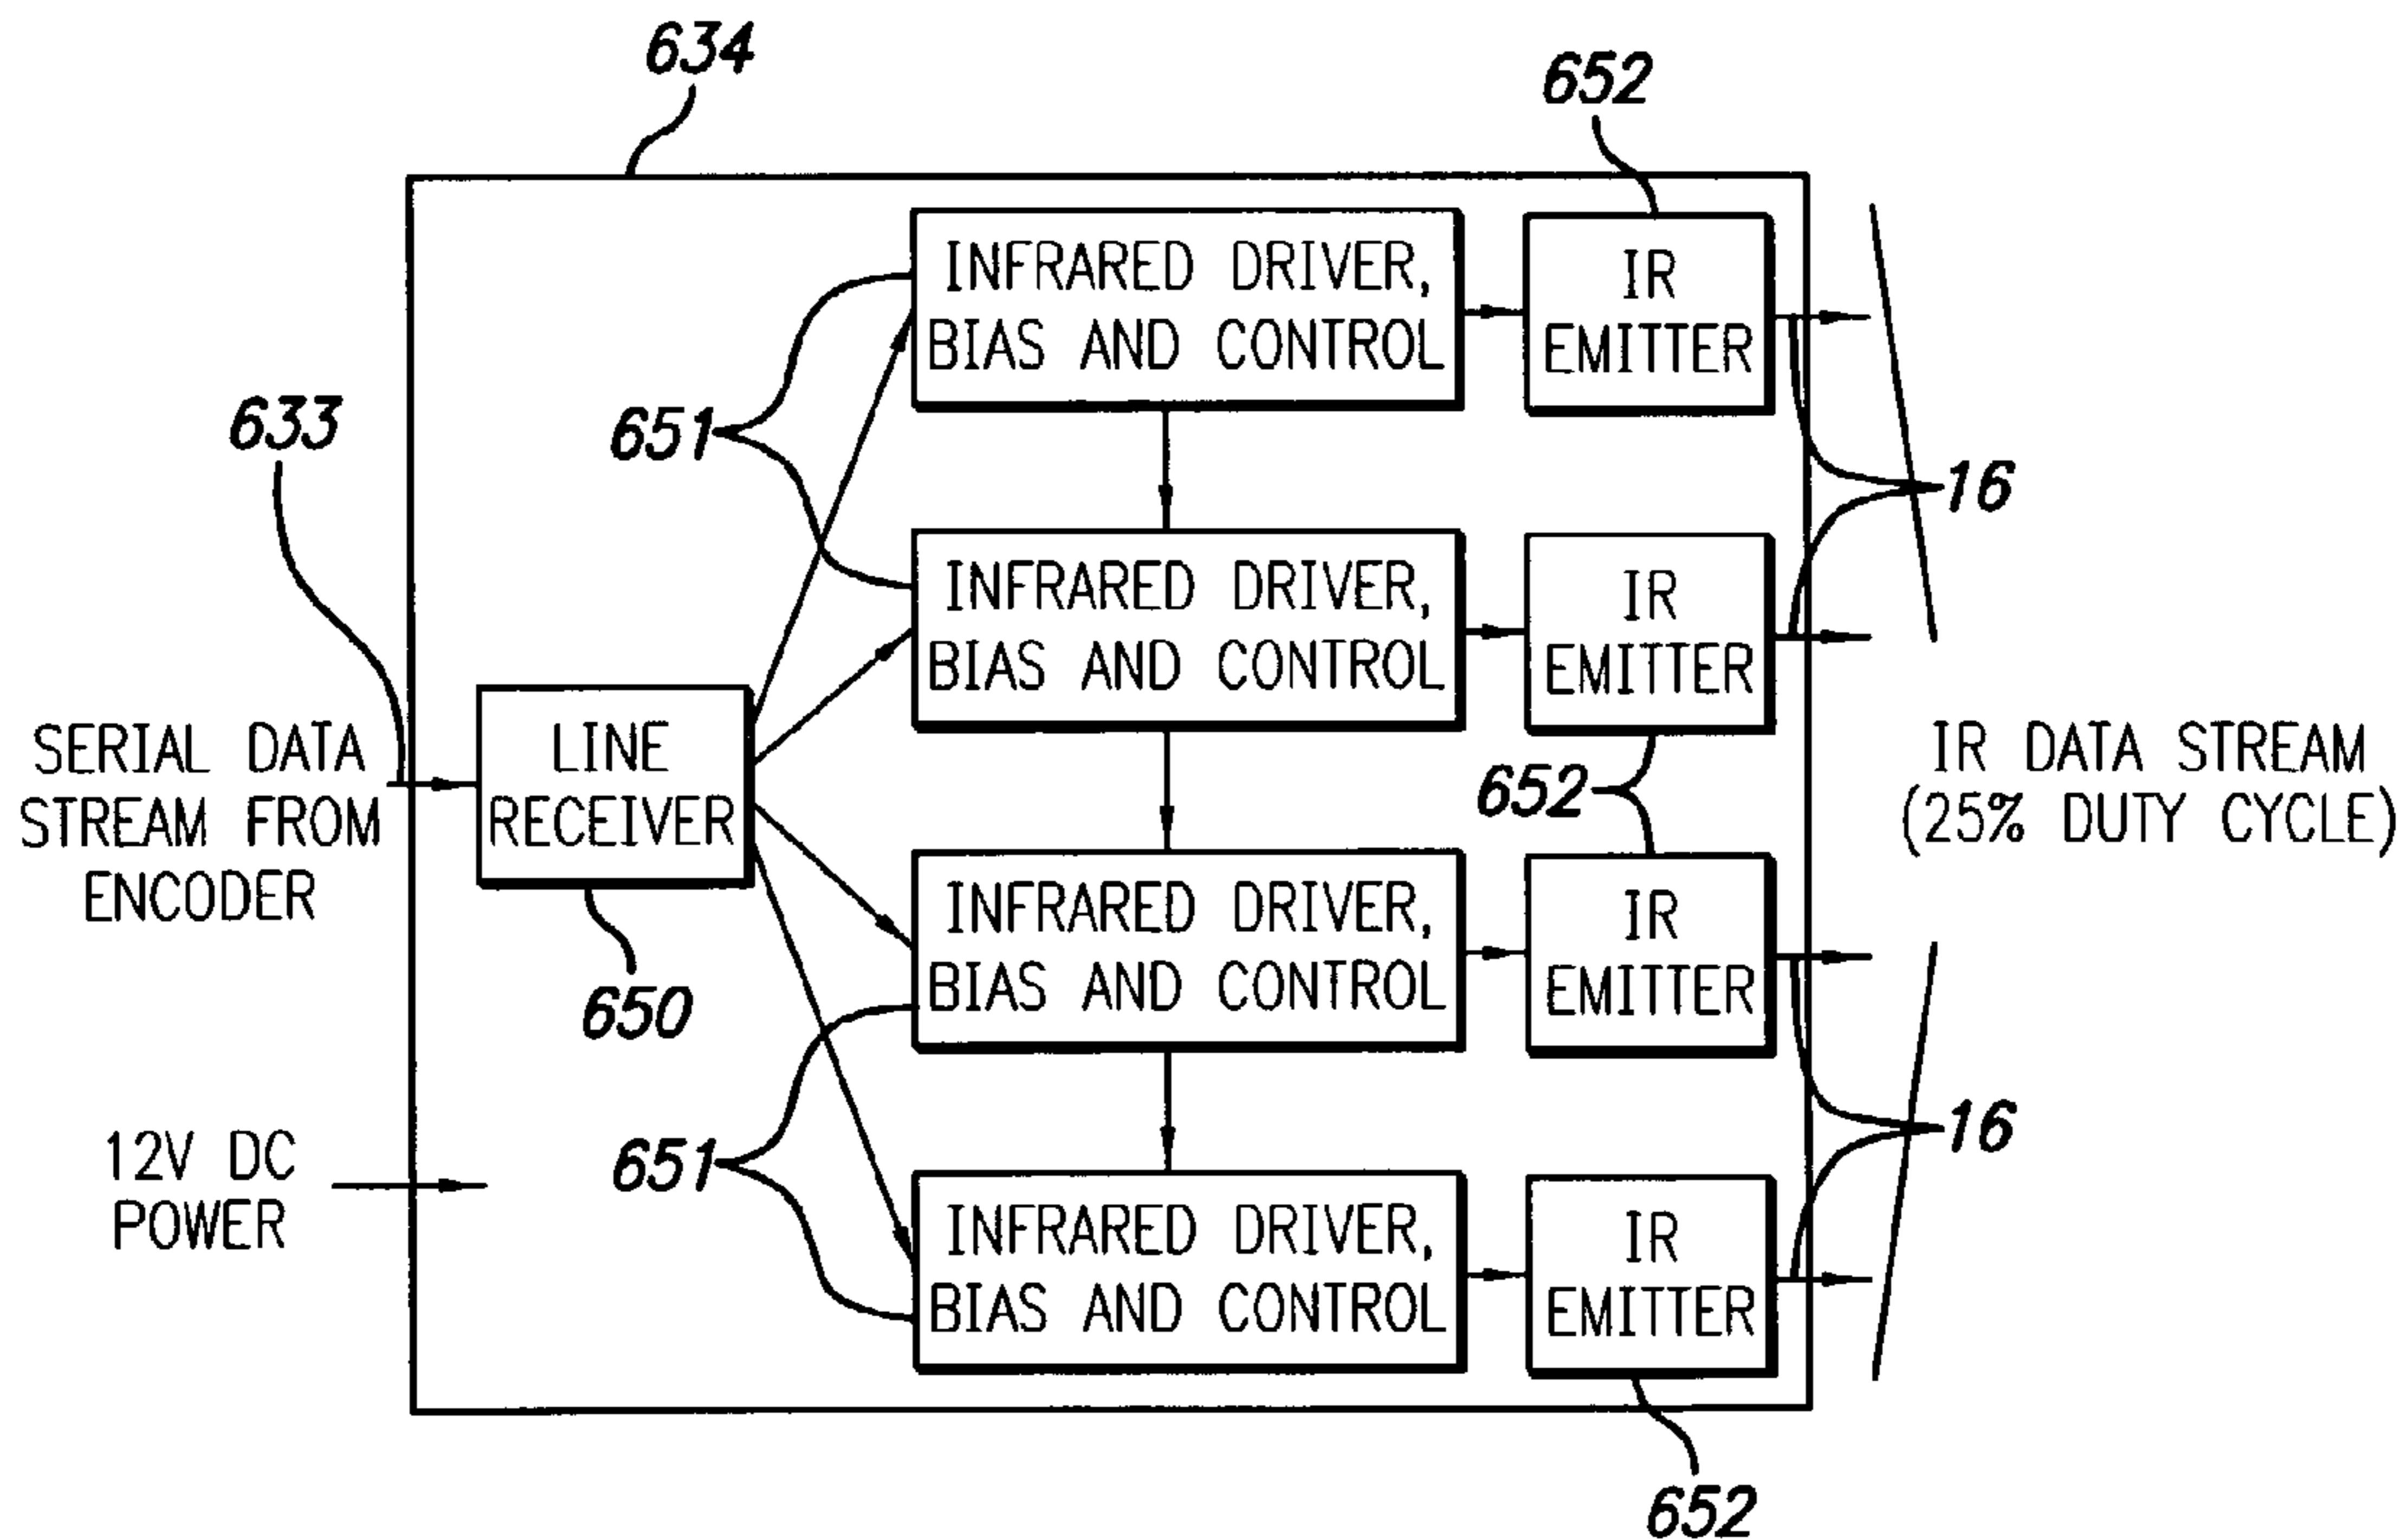 634
652
INFRARED DRIVER,
BIAS AND CONTROL
IR
EMITTER
633
651
16
INFRARED DRIVER,
BIAS AND CONTROL
IR
EMITTER
SERIAL DATA
STREAM FROM
ENCODER
LINE
RECEIVER
652
IR DATA STREAM
(25% DUTY CYCLE)
650
INFRARED DRIVER,
BIAS AND CONTROL
IR
EMITTER
12V DC
POWER
651
16
INFRARED DRIVER,
BIAS AND CONTROL
IR
EMITTER
652